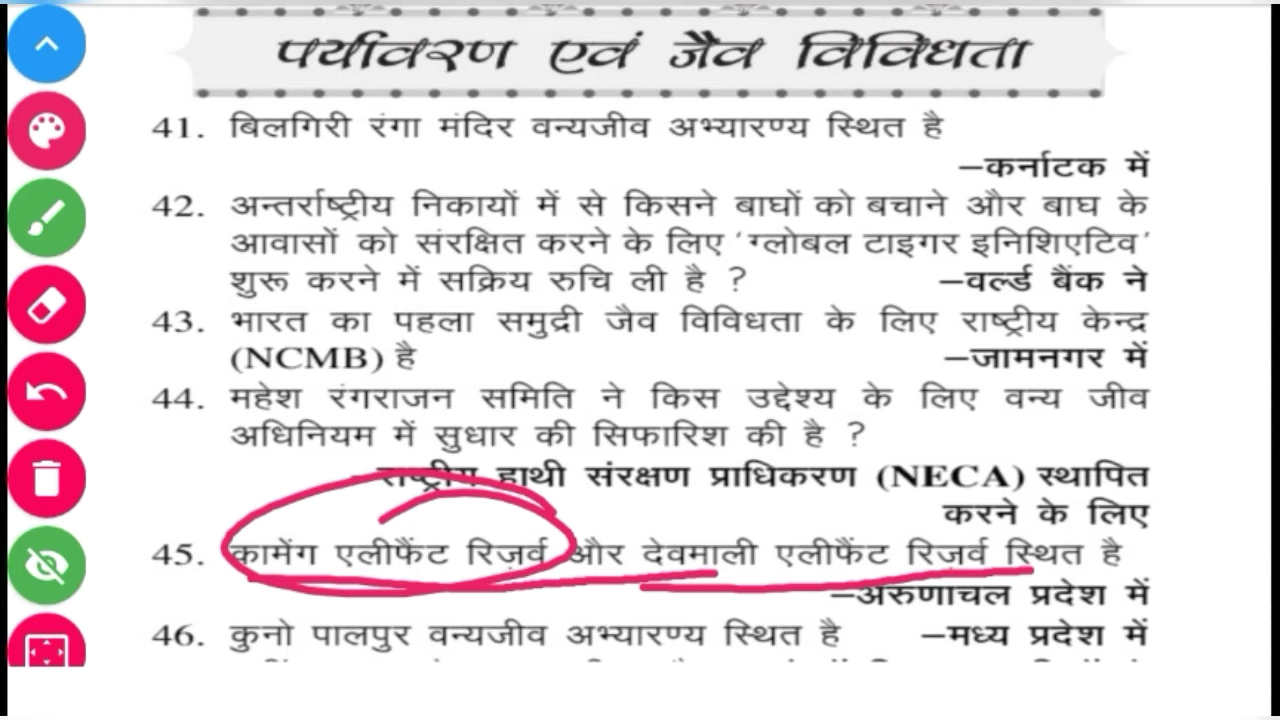 पर्यावरण एवं जैव विविधता
41. बिलगिरी रंगा मंदिर वन्यजीव अभ्यारण्य स्थित है
–कर्नाटक में
42. अन्तर्राष्ट्रीय निकायों में से किसने बाघों को बचाने और बाघ के
आवासों को संरक्षित करने के लिए ‘ग्लोबल टाइगर इनिशिएटिव’
शुरू करने में सक्रिय रुचि ली है ? –वर्ल्ड बैंक ने
43. भारत का पहला समुद्री जैव विविधता के लिए राष्ट्रीय केन्द्र
(NCMB) है –जामनगर में
44. महेश रंगराजन समिति ने किस उद्देश्य के लिए वन्य जीव
अधिनियम में सुधार की सिफारिश की है ?
–राष्ट्रीय हाथी संरक्षण प्राधिकरण (NECA) स्थापित
करने के लिए
45. कामेंग एलीफैंट रिज़र्व और देवमाली एलीफैंट रिज़र्व स्थित है
–अरुणाचल प्रदेश में
46. कुनो पालपुर वन्यजीव अभ्यारण्य स्थित है –मध्य प्रदेश में